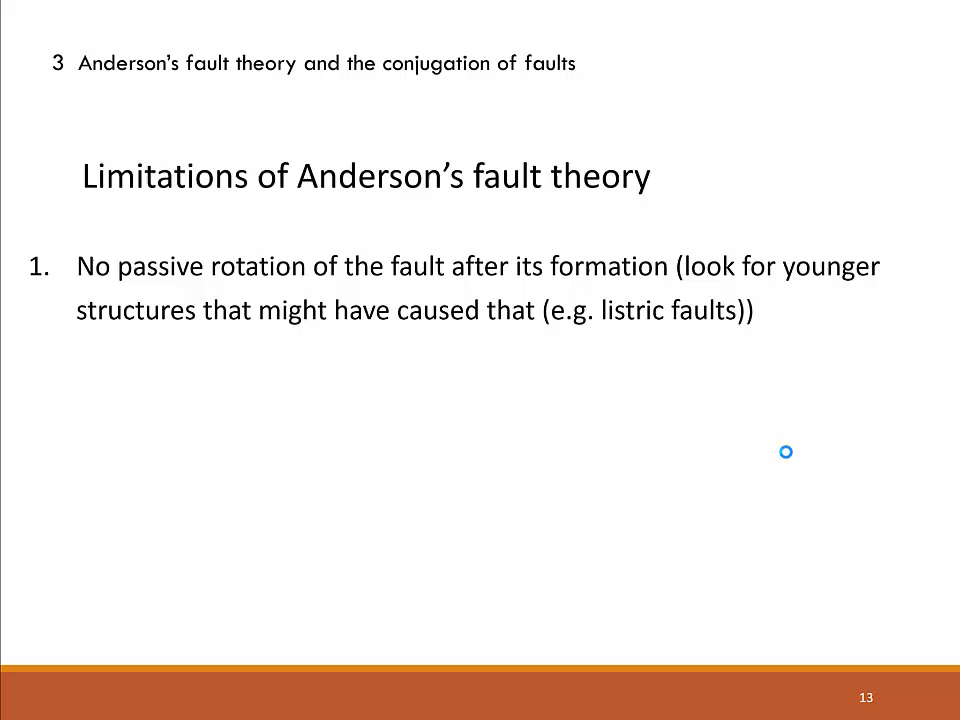 3 Anderson’s fault theory and the conjugation of faults
Limitations of Anderson’s fault theory
1. No passive rotation of the fault after its formation (look for younger
structures that might have caused that (e.g. listric faults))
13